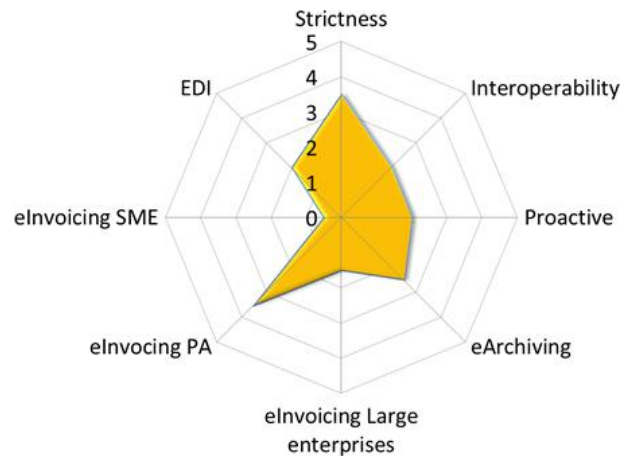 Strictness
5
4
3
2
1
0
Interoperability
Proactive
eArchiving
eInvoicing Large
enterprises
eInvocing PA
eInvoicing SME
EDI